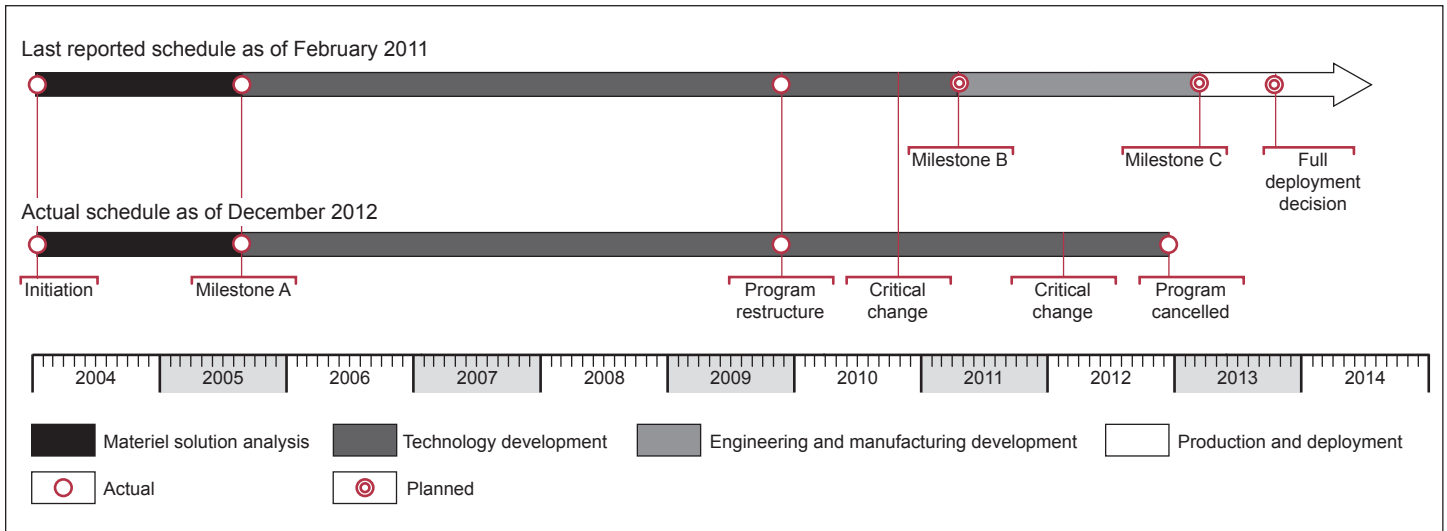 Last reported schedule as of February 2011
Milestone B
Milestone C
Full
deployment
decision
Actual schedule as of December 2012
Initiation
Milestone A
Program
restructure
Critical
change
Critical
change
Program
cancelled
2004 2005 2006 2007 2008 2009 2010 2011 2012 2013 2014
Materiel solution analysis Technology development Engineering and manufacturing development Production and deployment
Actual Planned